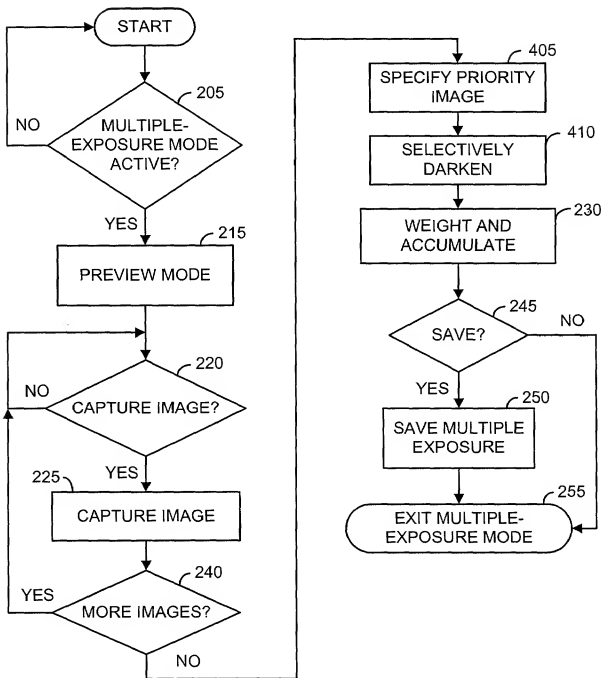 START
205
NO
MULTIPLE-
EXPOSURE MODE
ACTIVE?
YES
215
PREVIEW MODE
220
NO
CAPTURE IMAGE?
YES
225
CAPTURE IMAGE
240
YES
MORE IMAGES?
NO
405
SPECIFY PRIORITY
IMAGE
410
SELECTIVELY
DARKEN
230
WEIGHT AND
ACCUMULATE
245
SAVE?
NO
YES
250
SAVE MULTIPLE
EXPOSURE
255
EXIT MULTIPLE-
EXPOSURE MODE